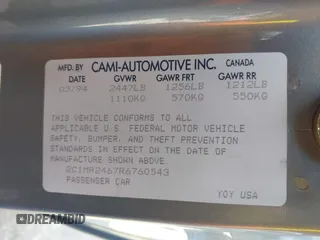 MFD. BY CAMI-AUTOMOTIVE INC. CANADA
DATE GVWR GAWR FRT GAWR RR
03/94 2447LB 1256LB 1212LB
1110KG 570KG 550KG
THIS VEHICLE CONFORMS TO ALL
APPLICABLE U.S. FEDERAL MOTOR VEHICLE
SAFETY, BUMPER, AND THEFT PREVENTION
STANDARDS IN EFFECT ON THE DATE OF
MANUFACTURE SHOWN ABOVE.
2C1MR2467R6760543
PASSENGER CAR
YOY USA
DREAMBID